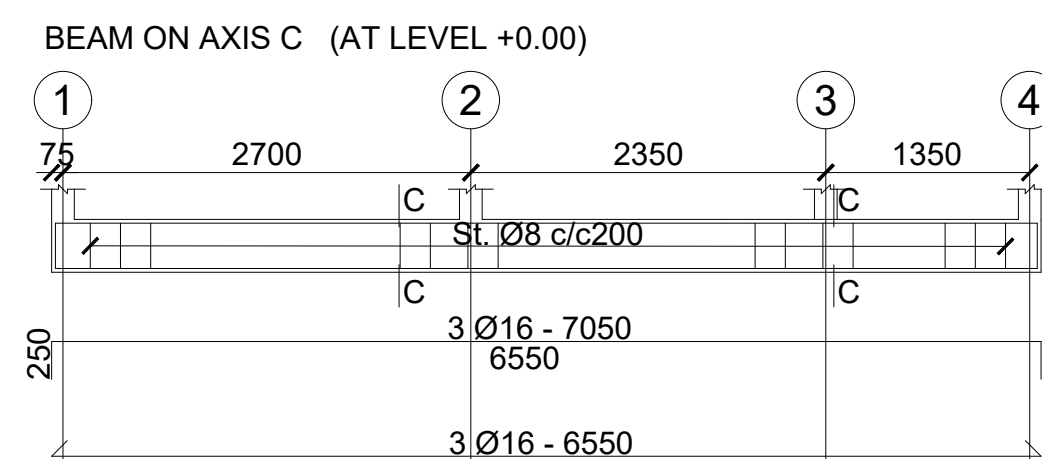 BEAM ON AXIS C (AT LEVEL +0.00)
1 2 3 4
75 2700 2350 1350
C C
St. Ø8 c/c200
C C
3 Ø16 - 7050
250 6550
3 Ø16 - 6550